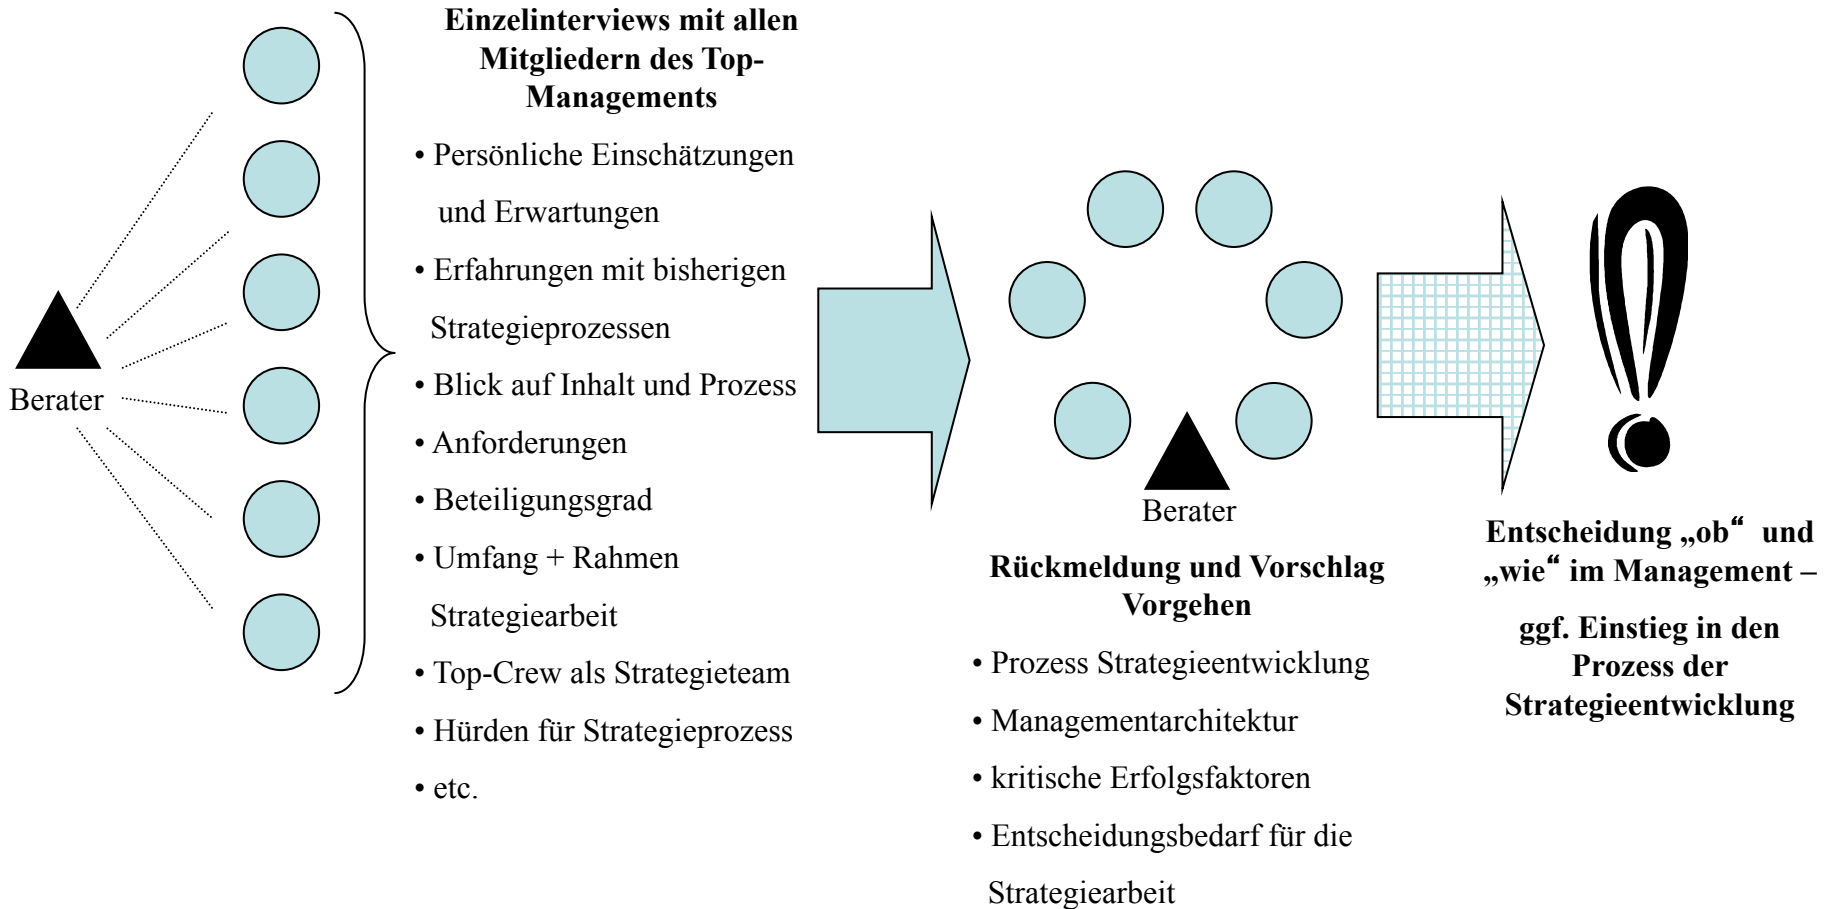 Berater
Einzelinterviews mit allen
Mitgliedern des Top-
Managements
• Persönliche Einschätzungen
und Erwartungen
• Erfahrungen mit bisherigen
Strategieprozessen
• Blick auf Inhalt und Prozess
• Anforderungen
• Beteiligungsgrad
• Umfang + Rahmen
Strategiearbeit
• Top-Crew als Strategieteam
• Hürden für Strategieprozess
• etc.
Berater
Rückmeldung und Vorschlag
Vorgehen
• Prozess Strategieentwicklung
• Managementarchitektur
• kritische Erfolgsfaktoren
• Entscheidungsbedarf für die
Strategiearbeit
Entscheidung „ob“ und
„wie“ im Management –
ggf. Einstieg in den
Prozess der
Strategieentwicklung